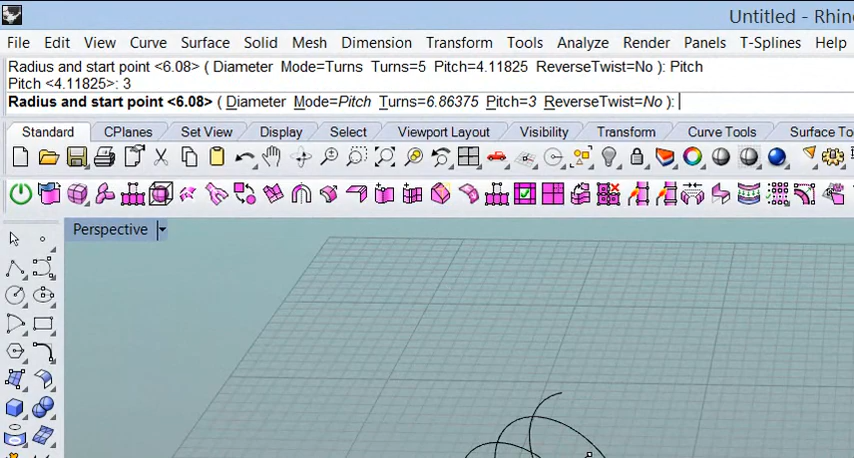 Untitled - Rhin
File Edit View Curve Surface Solid Mesh Dimension Transform Tools Analyze Render Panels T-Splines Help
Radius and start point <6.08> ( Diameter Mode=Turns Turns=5 Pitch=4.11825 ReverseTwist=No ): Pitch
Pitch <4.11825>: 3
Radius and start point <6.08> ( Diameter Mode=Pitch Turns=6.86375 Pitch=3 ReverseTwist=No ):
Standard CPlanes Set View Display Select Viewport Layout Visibility Transform Curve Tools Surface To
Perspective